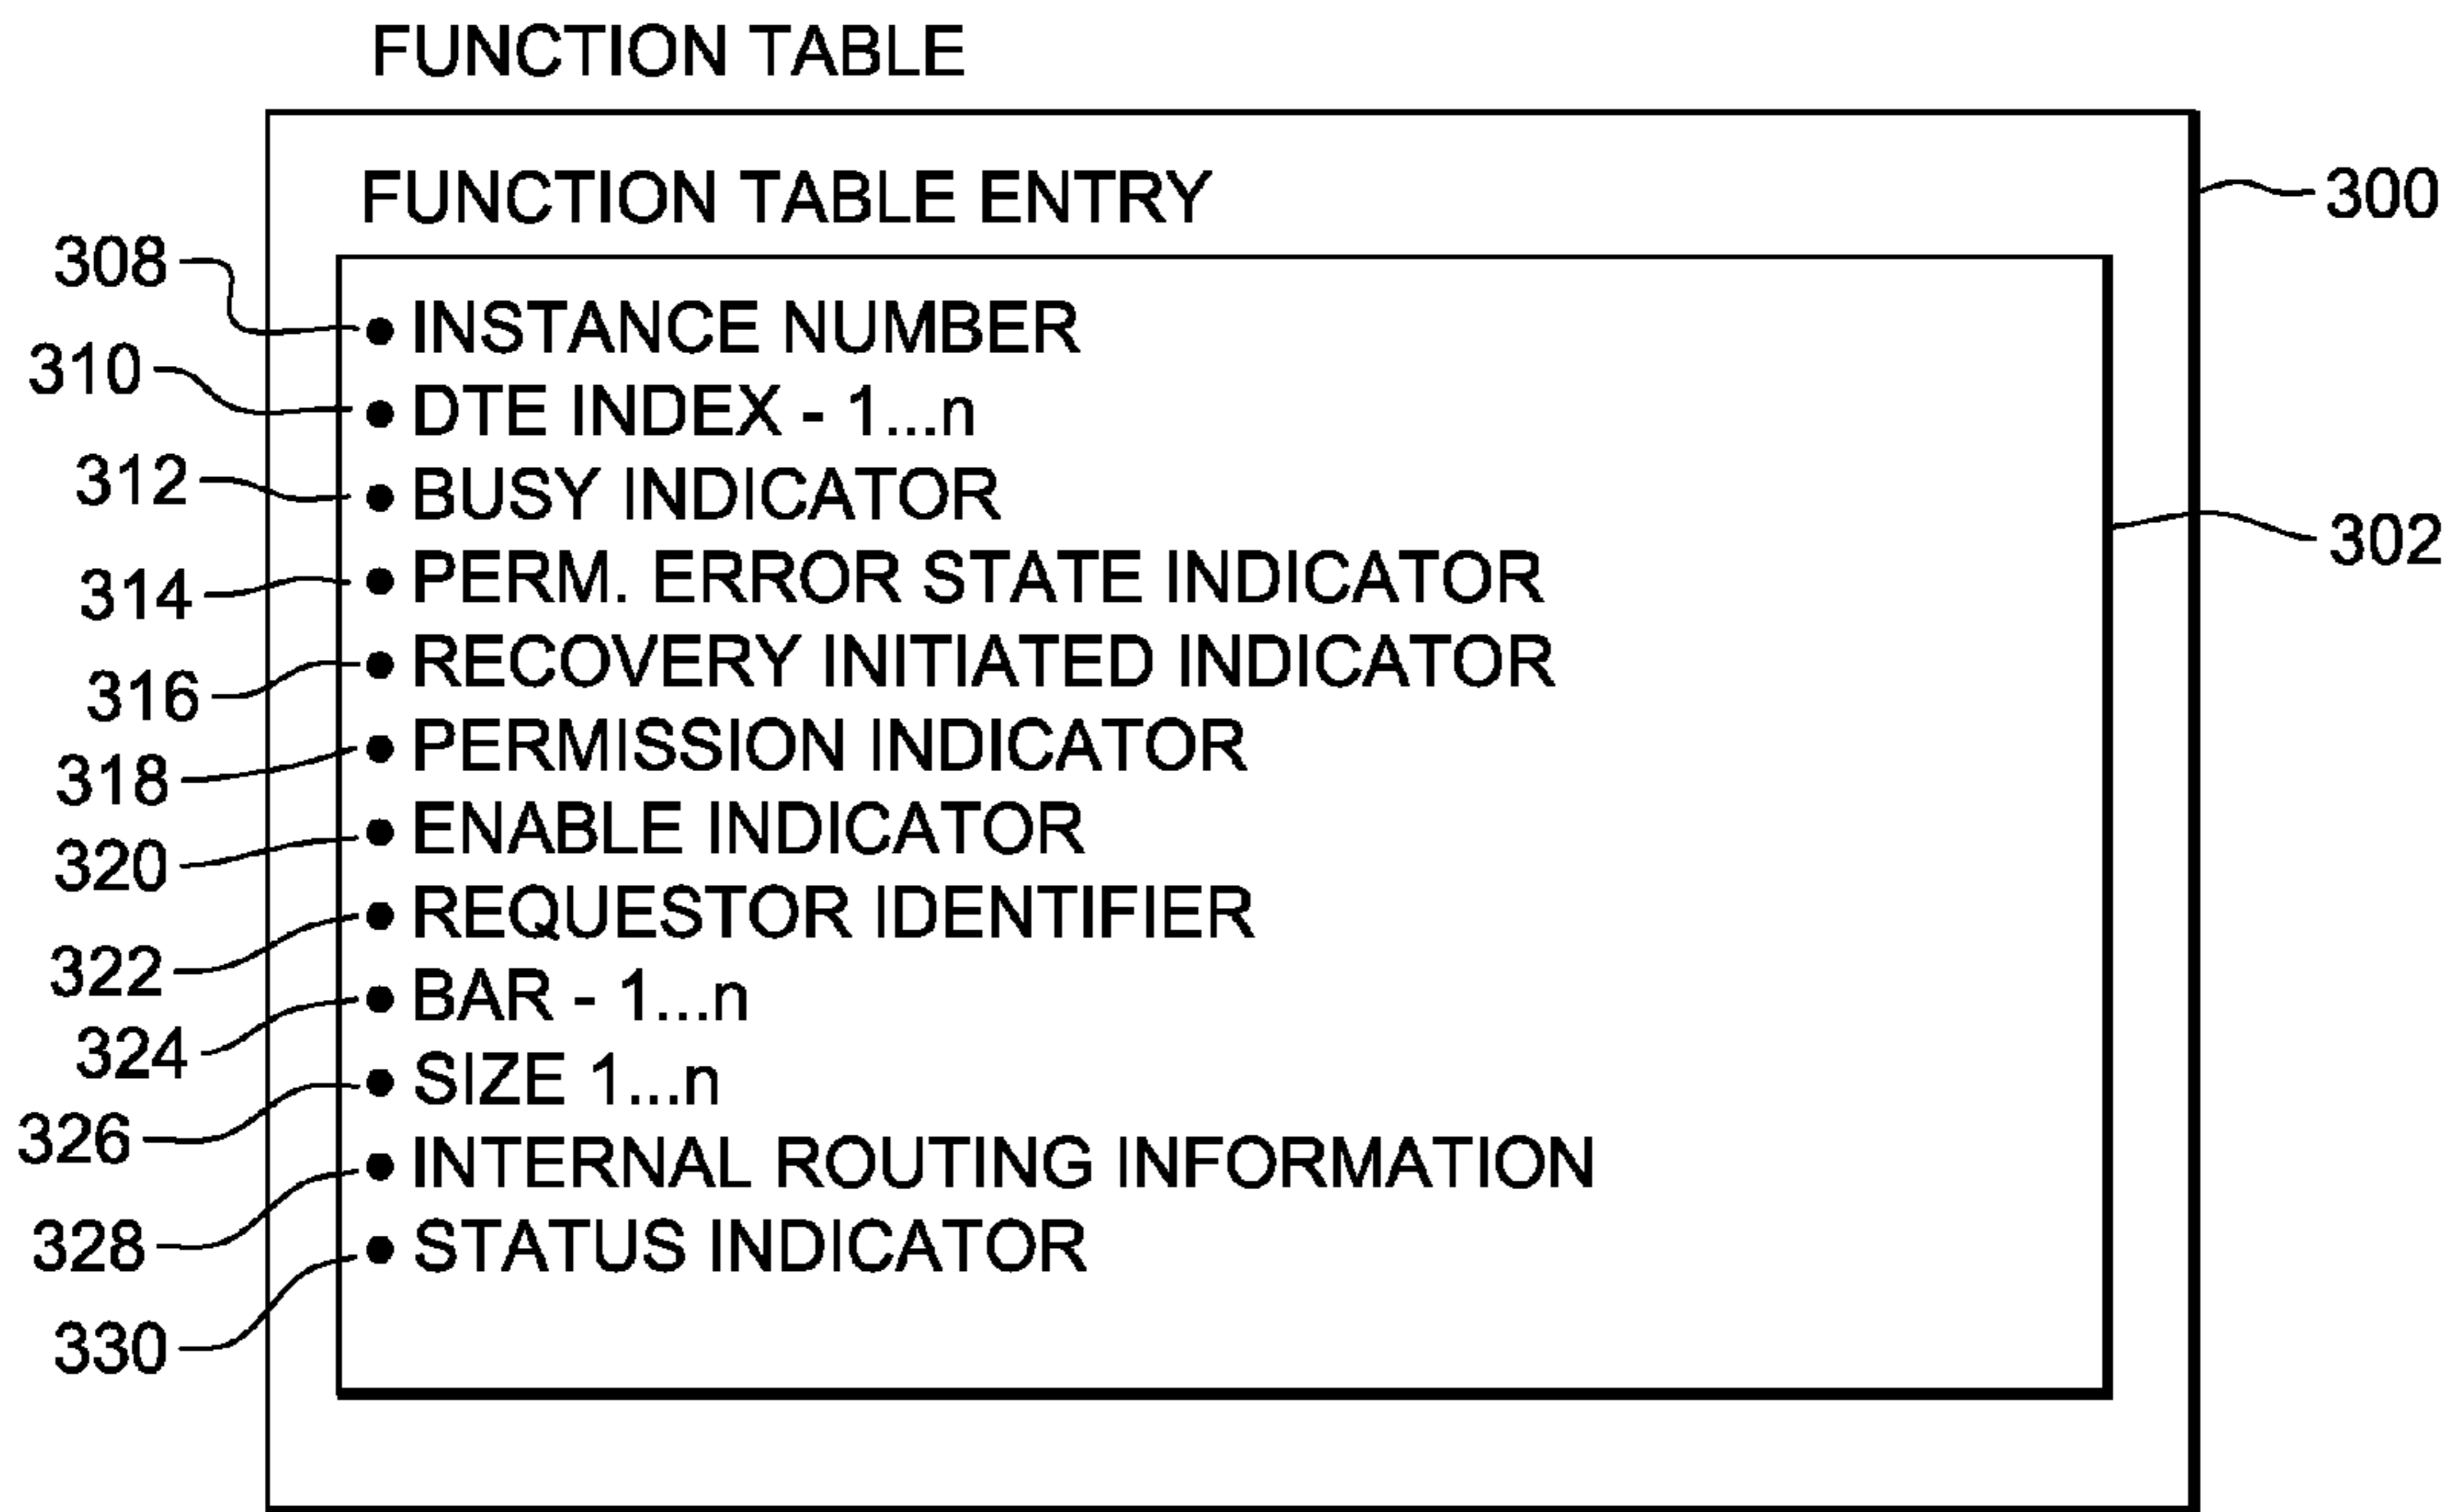 FUNCTION TABLE
FUNCTION TABLE ENTRY
300
308
● INSTANCE NUMBER
310
● DTE INDEX - 1...n
312
● BUSY INDICATOR
302
314
● PERM. ERROR STATE INDICATOR
316
● RECOVERY INITIATED INDICATOR
318
● PERMISSION INDICATOR
320
● ENABLE INDICATOR
322
● REQUESTOR IDENTIFIER
324
● BAR - 1...n
326
● SIZE 1...n
328
● INTERNAL ROUTING INFORMATION
330
● STATUS INDICATOR